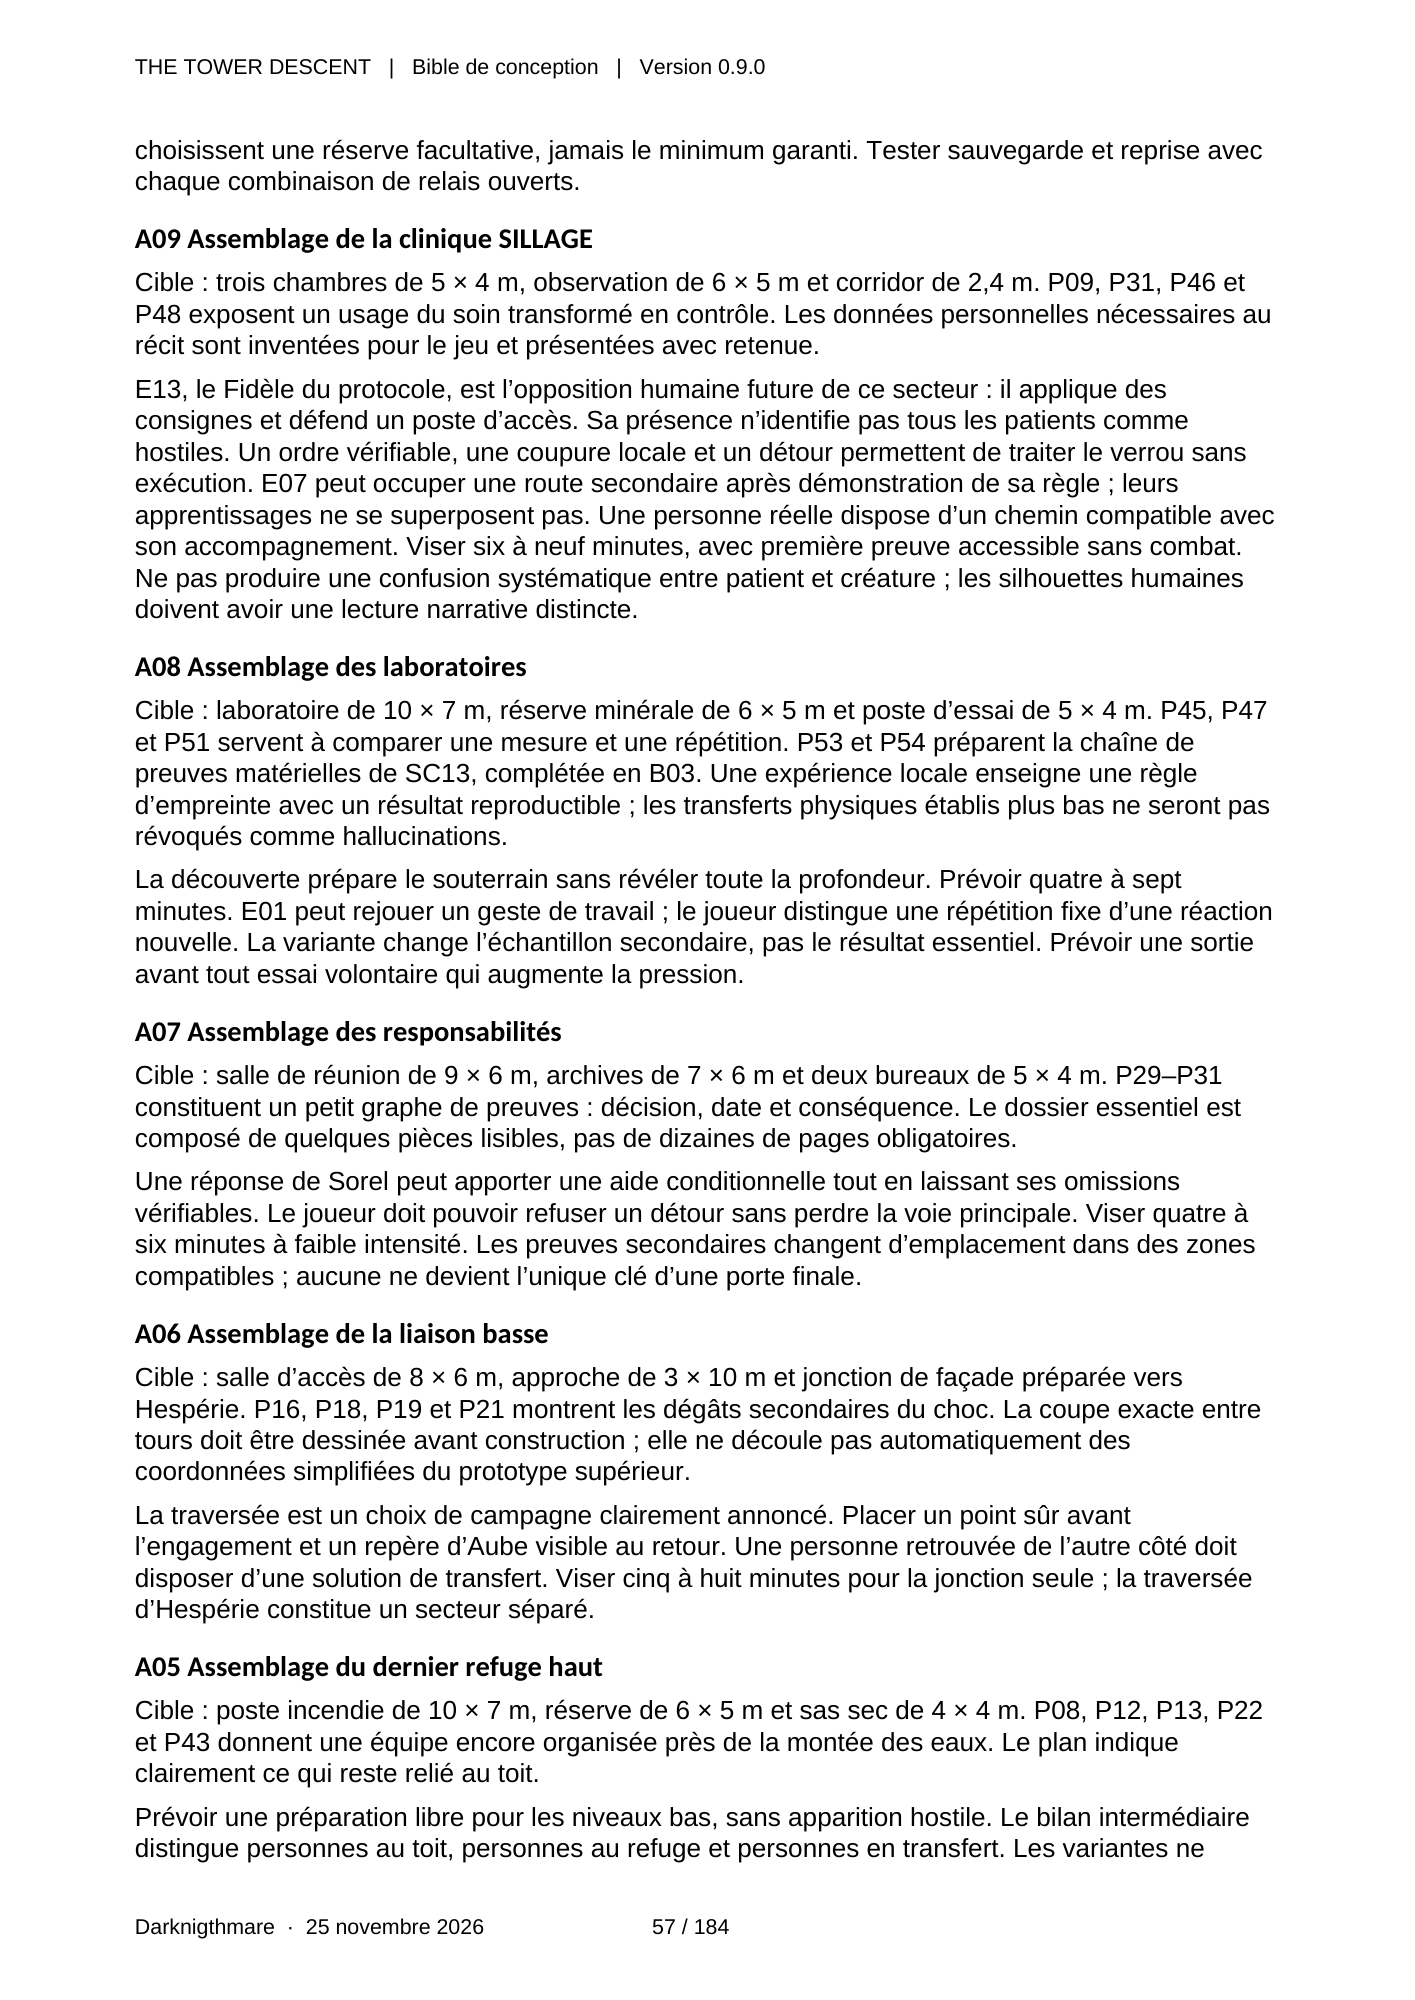 THE TOWER DESCENT | Bible de conception | Version 0.9.0
choisissent une réserve facultative, jamais le minimum garanti. Tester sauvegarde et reprise avec
chaque combinaison de relais ouverts.
A09 Assemblage de la clinique SILLAGE
Cible : trois chambres de 5 × 4 m, observation de 6 × 5 m et corridor de 2,4 m. P09, P31, P46 et
P48 exposent un usage du soin transformé en contrôle. Les données personnelles nécessaires au
récit sont inventées pour le jeu et présentées avec retenue.
E13, le Fidèle du protocole, est l’opposition humaine future de ce secteur : il applique des
consignes et défend un poste d’accès. Sa présence n’identifie pas tous les patients comme
hostiles. Un ordre vérifiable, une coupure locale et un détour permettent de traiter le verrou sans
exécution. E07 peut occuper une route secondaire après démonstration de sa règle ; leurs
apprentissages ne se superposent pas. Une personne réelle dispose d’un chemin compatible avec
son accompagnement. Viser six à neuf minutes, avec première preuve accessible sans combat.
Ne pas produire une confusion systématique entre patient et créature ; les silhouettes humaines
doivent avoir une lecture narrative distincte.
A08 Assemblage des laboratoires
Cible : laboratoire de 10 × 7 m, réserve minérale de 6 × 5 m et poste d’essai de 5 × 4 m. P45, P47
et P51 servent à comparer une mesure et une répétition. P53 et P54 préparent la chaîne de
preuves matérielles de SC13, complétée en B03. Une expérience locale enseigne une règle
d’empreinte avec un résultat reproductible ; les transferts physiques établis plus bas ne seront pas
révoqués comme hallucinations.
La découverte prépare le souterrain sans révéler toute la profondeur. Prévoir quatre à sept
minutes. E01 peut rejouer un geste de travail ; le joueur distingue une répétition fixe d’une réaction
nouvelle. La variante change l’échantillon secondaire, pas le résultat essentiel. Prévoir une sortie
avant tout essai volontaire qui augmente la pression.
A07 Assemblage des responsabilités
Cible : salle de réunion de 9 × 6 m, archives de 7 × 6 m et deux bureaux de 5 × 4 m. P29–P31
constituent un petit graphe de preuves : décision, date et conséquence. Le dossier essentiel est
composé de quelques pièces lisibles, pas de dizaines de pages obligatoires.
Une réponse de Sorel peut apporter une aide conditionnelle tout en laissant ses omissions
vérifiables. Le joueur doit pouvoir refuser un détour sans perdre la voie principale. Viser quatre à
six minutes à faible intensité. Les preuves secondaires changent d’emplacement dans des zones
compatibles ; aucune ne devient l’unique clé d’une porte finale.
A06 Assemblage de la liaison basse
Cible : salle d’accès de 8 × 6 m, approche de 3 × 10 m et jonction de façade préparée vers
Hespérie. P16, P18, P19 et P21 montrent les dégâts secondaires du choc. La coupe exacte entre
tours doit être dessinée avant construction ; elle ne découle pas automatiquement des
coordonnées simplifiées du prototype supérieur.
La traversée est un choix de campagne clairement annoncé. Placer un point sûr avant
l’engagement et un repère d’Aube visible au retour. Une personne retrouvée de l’autre côté doit
disposer d’une solution de transfert. Viser cinq à huit minutes pour la jonction seule ; la traversée
d’Hespérie constitue un secteur séparé.
A05 Assemblage du dernier refuge haut
Cible : poste incendie de 10 × 7 m, réserve de 6 × 5 m et sas sec de 4 × 4 m. P08, P12, P13, P22
et P43 donnent une équipe encore organisée près de la montée des eaux. Le plan indique
clairement ce qui reste relié au toit.
Prévoir une préparation libre pour les niveaux bas, sans apparition hostile. Le bilan intermédiaire
distingue personnes au toit, personnes au refuge et personnes en transfert. Les variantes ne
Darknigthmare · 25 novembre 2026 57 / 184